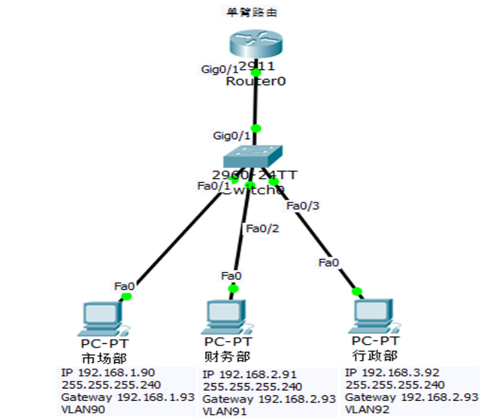 单臂路由
2911
Gig0/1
Router0
Gig0/1
2960-24TT
Fa0/1
Switch0
Fa0/3
Fa0/2
Fa0
Fa0
Fa0
PC-PT
市场部
PC-PT
财务部
PC-PT
行政部
IP 192.168.1.90
255.255.255.240
Gateway 192.168.1.93
VLAN90
IP 192.168.2.91
255.255.255.240
Gateway 192.168.2.93
VLAN91
IP 192.168.3.92
255.255.255.240
Gateway 192.168.2.93
VLAN92